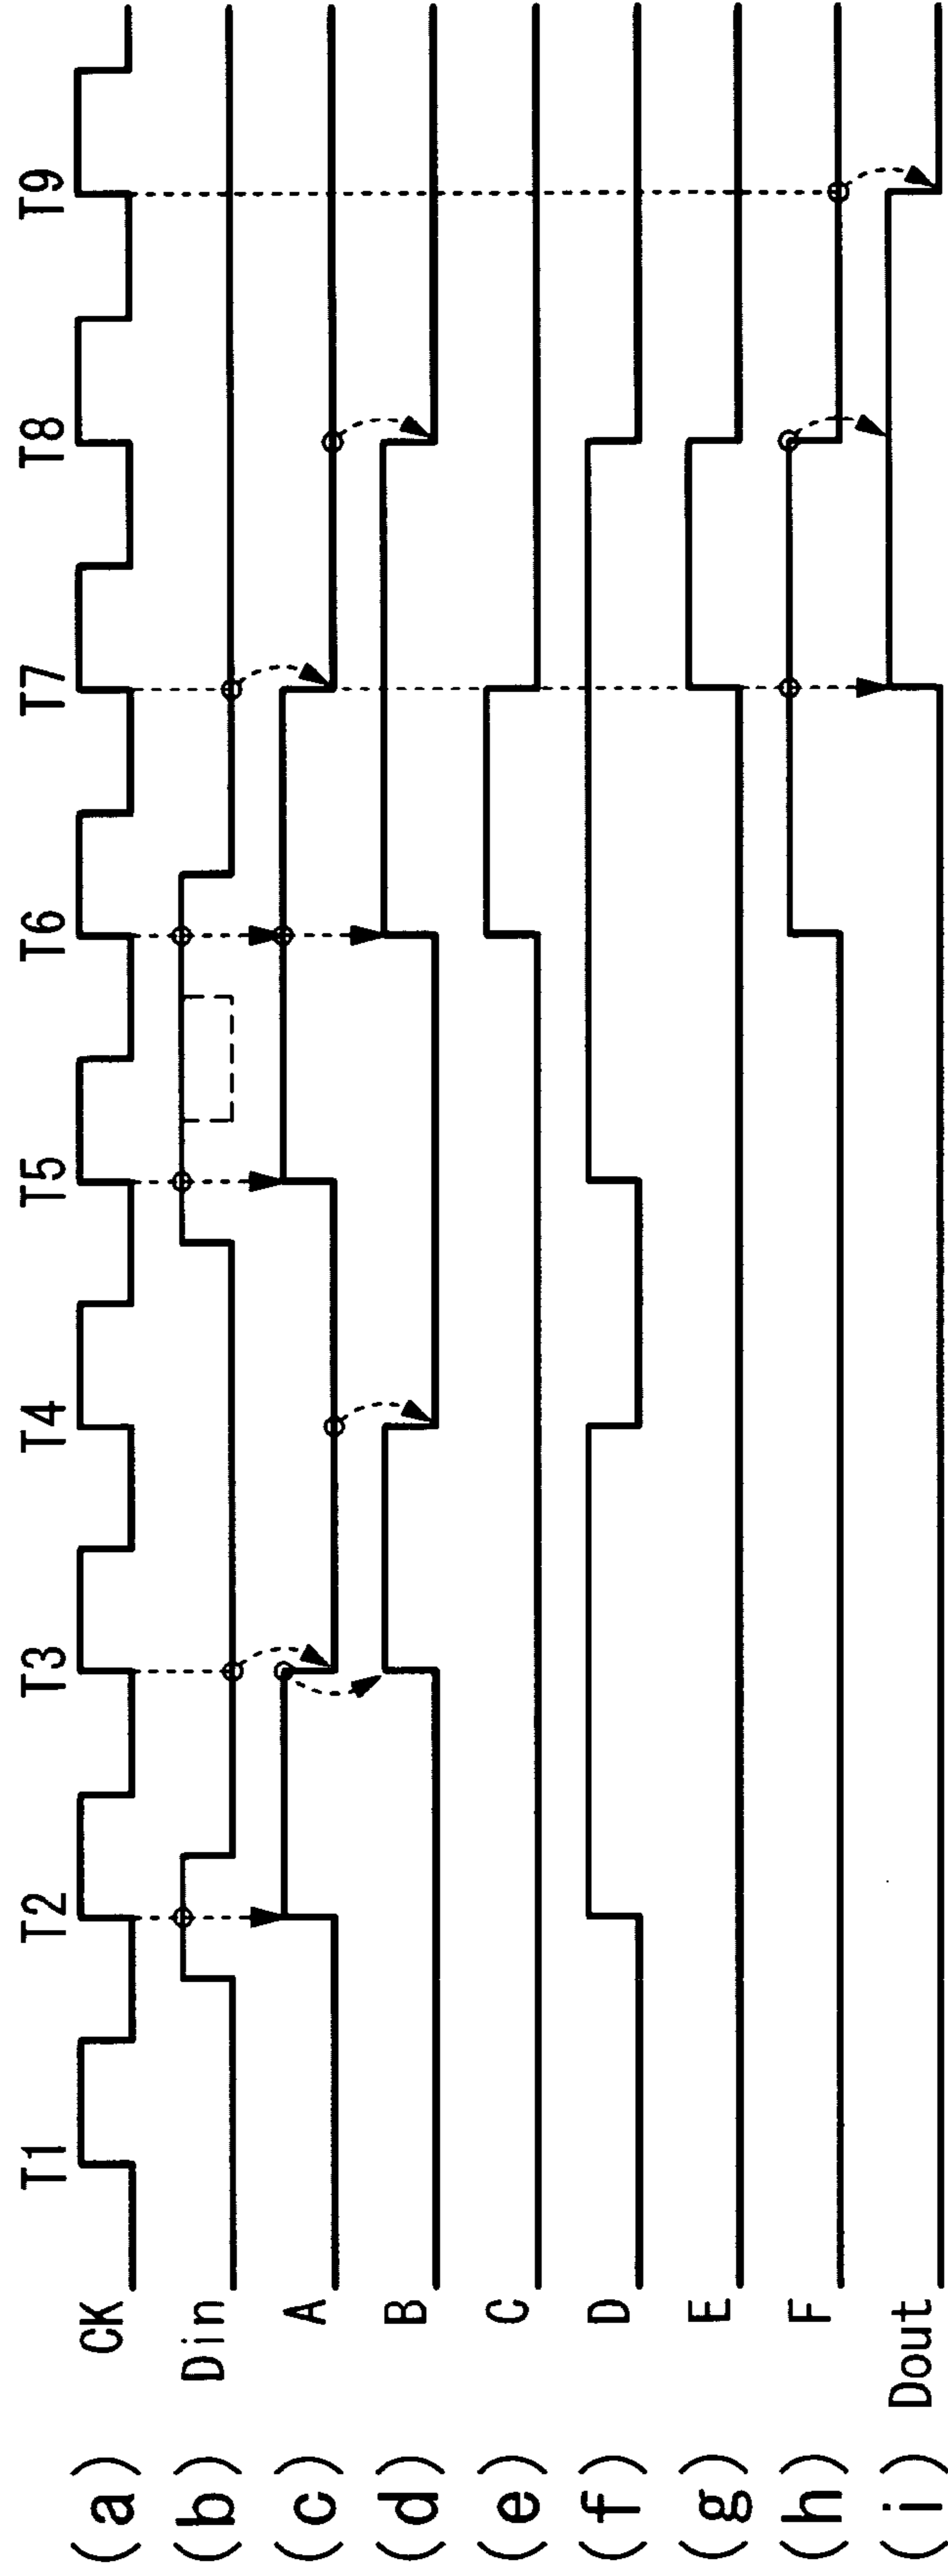 T1 T2 T3 T4 T5 T6 T7 T8 T9
(a) CK
(b) Din
(c) A
(d) B
(e) C
(f) D
(g) E
(h) F
(i) Dout